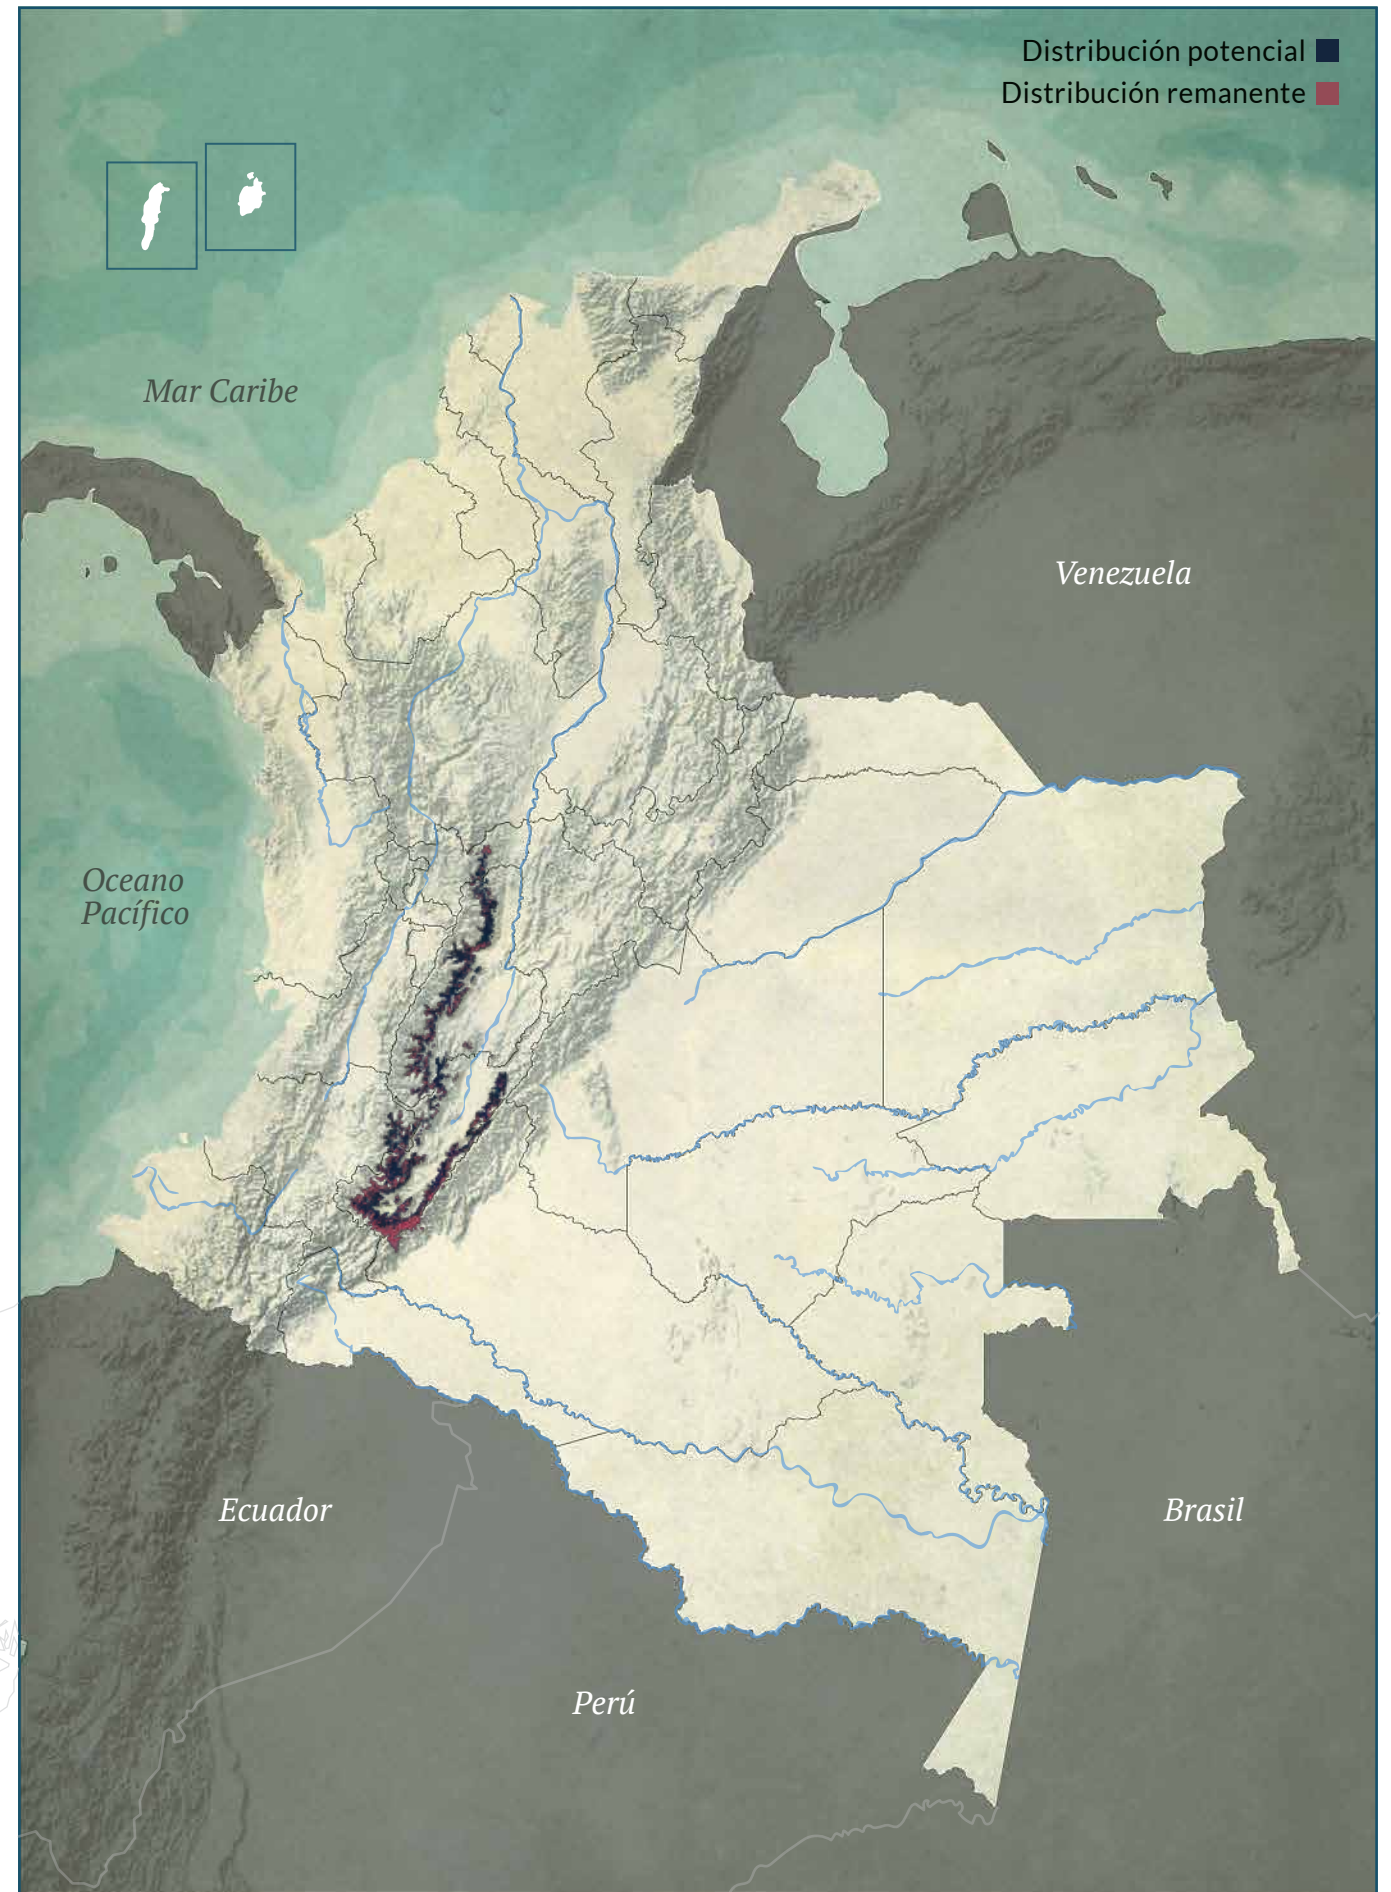 Distribución potencial
Distribución remanente
Mar Caribe
Venezuela
Oceano
Pacífico
Ecuador
Brasil
Perú